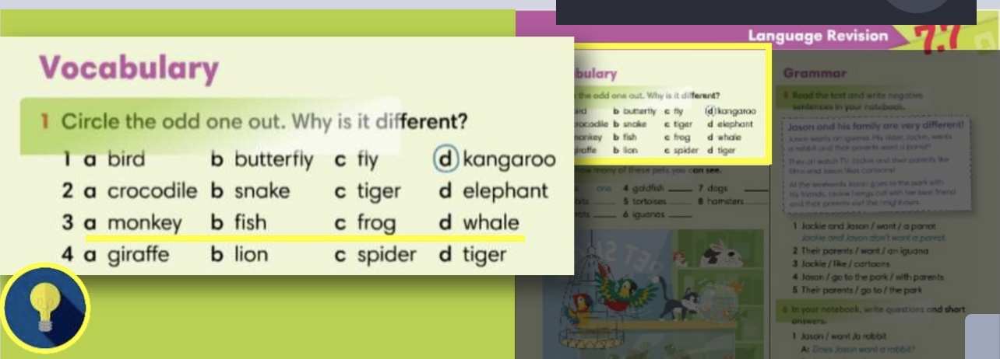 Vocabulary
1 Circle the odd one out. Why is it different?
1 a bird b butterfly c fly d kangaroo
2 a crocodile b snake c tiger d elephant
3 a monkey b fish c frog d whale
4 a giraffe b lion c spider d tiger
Language Revision 7.7
bulary
the odd one out. Why is it different?
ird b butterfly c fly d kangaroo
rocodile b snake c tiger d elephant
monkey b fish c frog d whale
iraffe b lion c spider d tiger
how many of these pets you can see.
one 4 goldfish 7 dogs
bits 5 tortoises 8 hamsters
6 iguanas
PET S
Grammar
Read the text and write negative
sentences in your notebook.
Jason and his family are very different!
Jason wants an iguana. His sister, Jackie, wants
a rabbit and their parents want a parrot!
They all watch TV. Jackie and their parents like
films and Jason likes cartoons!
At the weekends Jason goes to the park with
his friends. Jackie hangs out with her best friend
and their parents visit the neighbours.
1 Jackie and Jason / want / a parrot
Jackie and Jason don't want a parrot.
2 Their parents / want / an iguana
3 Jackie / like / cartoons
4 Jason / go to the park / with parents
5 Their parents / go to / the park
6 In your notebook, write questions and short
answers.
1 Jason / want /a rabbit
A: Does Jason want a rabbit?